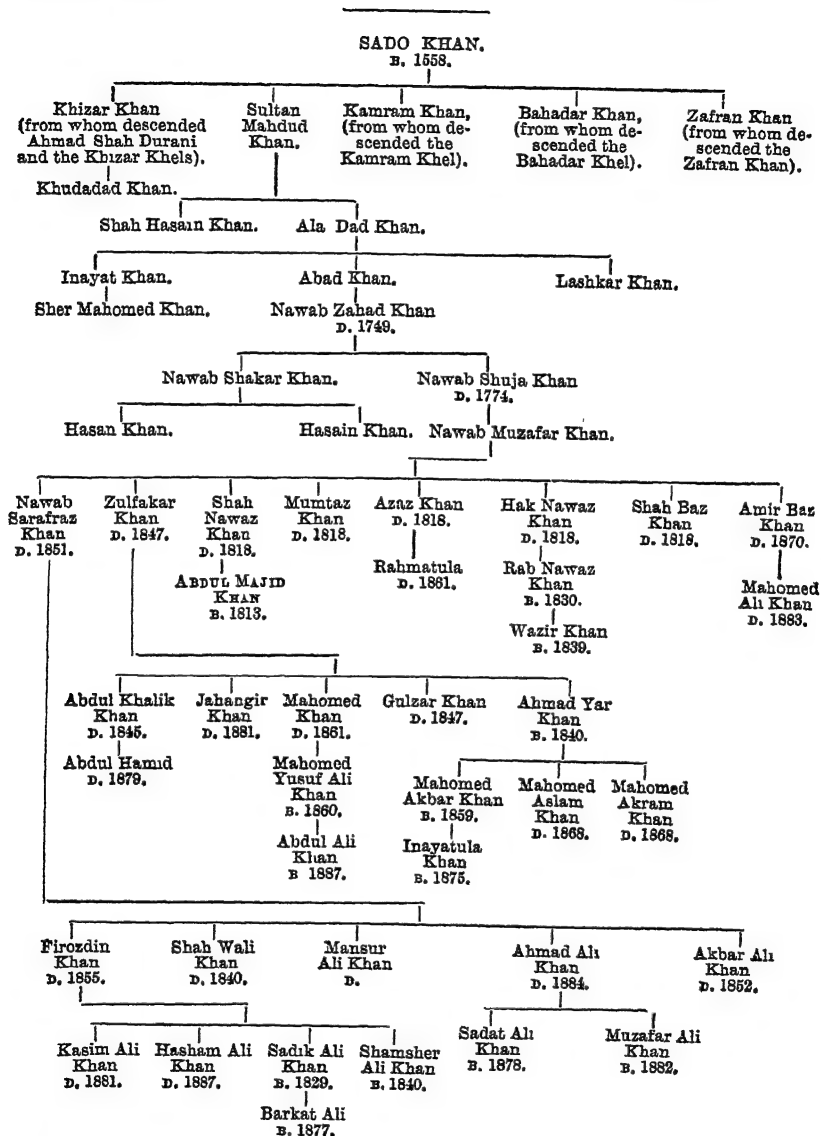 SADO KHAN.
B. 1558.
Khizar Khan
(from whom descended
Ahmad Shah Durani
and the Khizar Khels).
Sultan
Mahdud
Khan.
Kamram Khan,
(from whom de-
scended the
Kamram Khel).
Bahadar Khan,
(from whom de-
scended the
Bahadar Khel).
Zafran Khan
(from whom de-
scended the
Zafran Khan).
Khudadad Khan.
Shah Hasain Khan.
Ala Dad Khan.
Inayat Khan.
Abad Khan.
Lashkar Khan.
Sher Mahomed Khan.
Nawab Zahad Khan
D. 1749.
Nawab Shakar Khan.
Nawab Shuja Khan
D. 1774.
Hasan Khan.
Hasain Khan.
Nawab Muzafar Khan.
Nawab
Sarafraz
Khan
D. 1851.
Zulfakar
Khan
D. 1847.
Shah
Nawaz
Khan
D. 1818.
Mumtaz
Khan
D. 1818.
Azaz Khan
D. 1818.
Hak Nawaz
Khan
D. 1818.
Shah Baz
Khan
D. 1818.
Amir Baz
Khan
D. 1870.
ABDUL MAJID
KHAN
B. 1813.
Rahmatula
D. 1861.
Rab Nawaz
Khan
B. 1830.
Wazir Khan
B. 1839.
Mahomed
Ali Khan
D. 1883.
Abdul Khalik
Khan
D. 1845.
Jahangir
Khan
D. 1881.
Mahomed
Khan
D. 1861.
Gulzar Khan
D. 1847.
Ahmad Yar
Khan
B. 1840.
Abdul Hamid
D. 1879.
Mahomed
Yusuf Ali
Khan
B. 1860.
Abdul Ali
Khan
B 1887.
Mahomed
Akbar Khan
B. 1859.
Mahomed
Aslam
Khan
D. 1868.
Mahomed
Akram
Khan
D. 1868.
Inayatula
Khan
B. 1875.
Firozdin
Khan
D. 1855.
Shah Wali
Khan
D. 1840.
Mansur
Ali Khan
D.
Ahmad Ali
Khan
D. 1884.
Akbar Ali
Khan
D. 1852.
Kasim Ali
Khan
D. 1881.
Hasham Ali
Khan
D. 1887.
Sadik Ali
Khan
B. 1829.
Shamsher
Ali Khan
B. 1840.
Sadat Ali
Khan
B. 1878.
Muzafar Ali
Khan
B. 1882.
Barkat Ali
B. 1877.